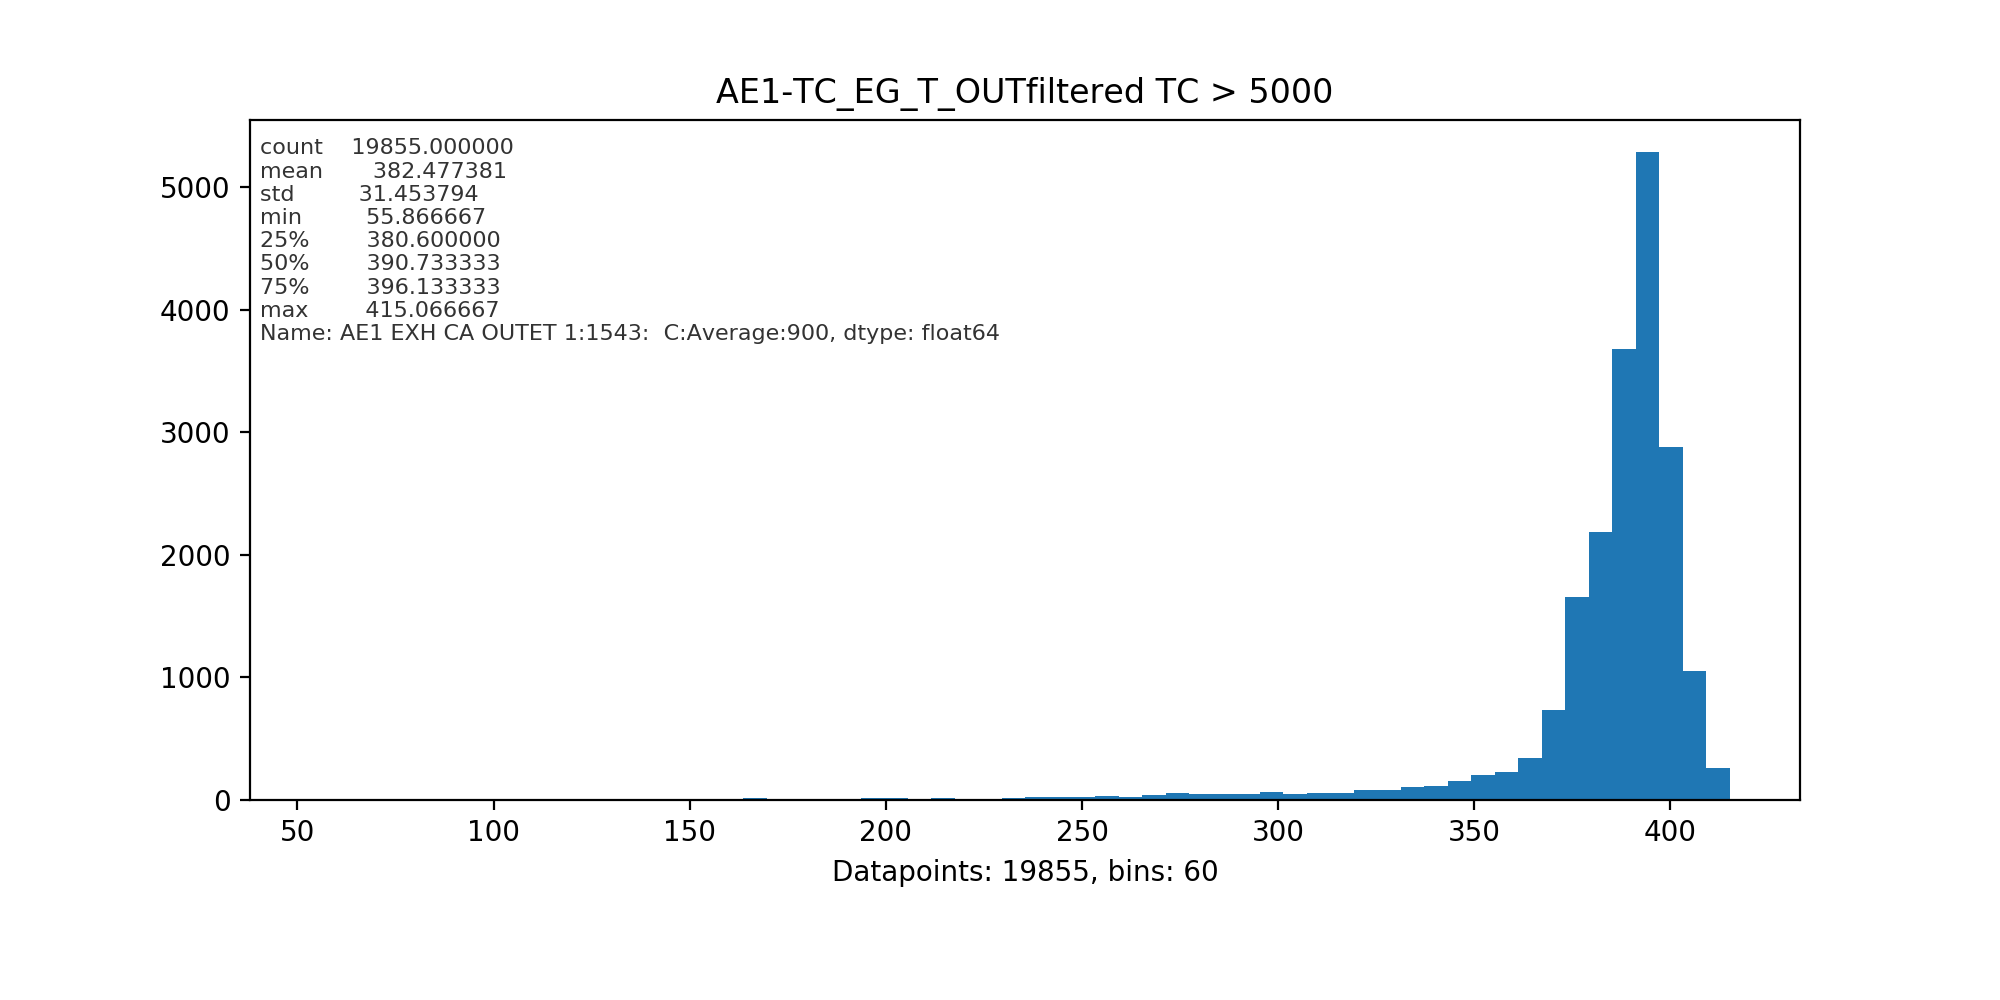 AE1-TC_EG_T_OUTfiltered TC > 5000
count 19855.000000
mean 382.477381
std 31.453794
min 55.866667
25% 380.600000
50% 390.733333
75% 396.133333
max 415.066667
Name: AE1 EXH CA OUTET 1:1543:  C:Average:900, dtype: float64
5000
4000
3000
2000
1000
0
50 100 150 200 250 300 350 400
Datapoints: 19855, bins: 60